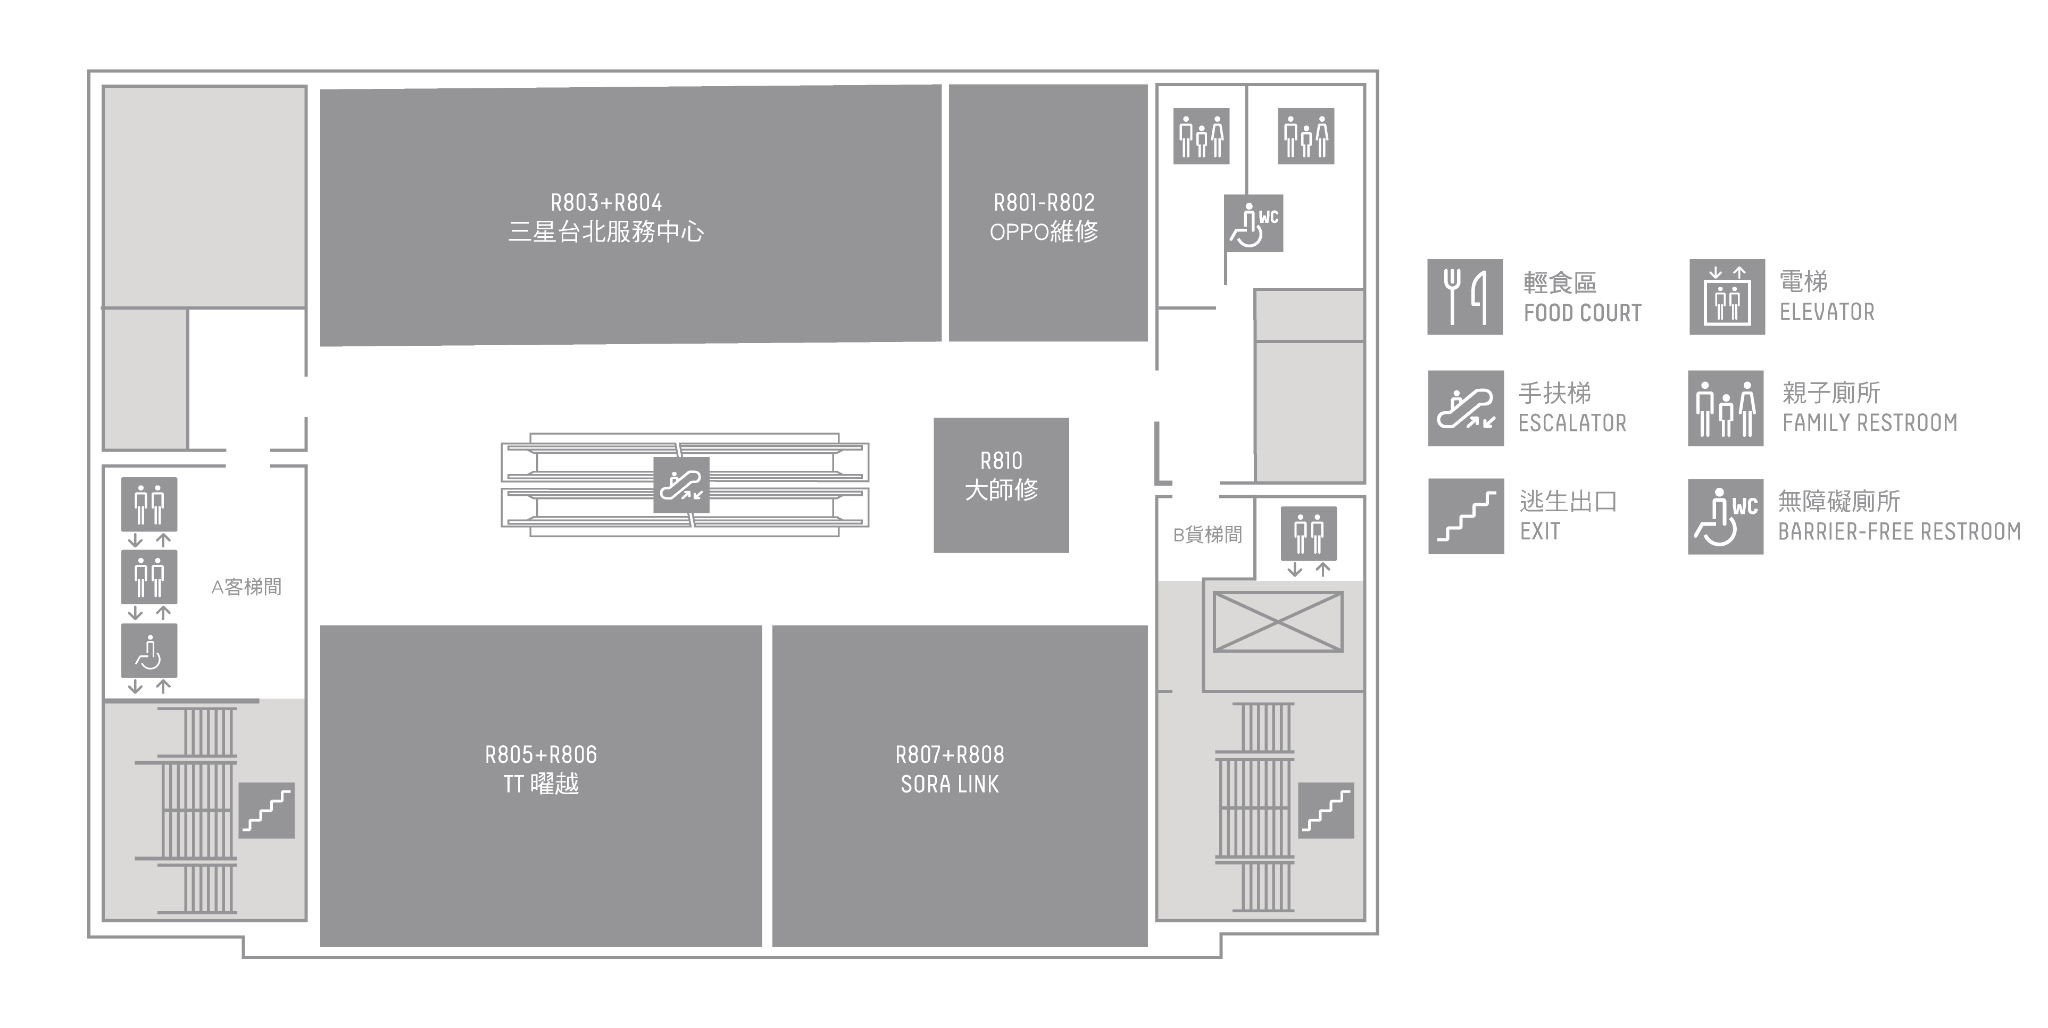 R803+R804
三星台北服務中心
R801-R802
OPPO維修
WC
R810
大師修
A客梯間
B貨梯間
R805+R806
TT 曜越
R807+R808
SORA LINK
輕食區
FOOD COURT
電梯
ELEVATOR
手扶梯
ESCALATOR
親子廁所
FAMILY RESTROOM
逃生出口
EXIT
WC
無障礙廁所
BARRIER-FREE RESTROOM